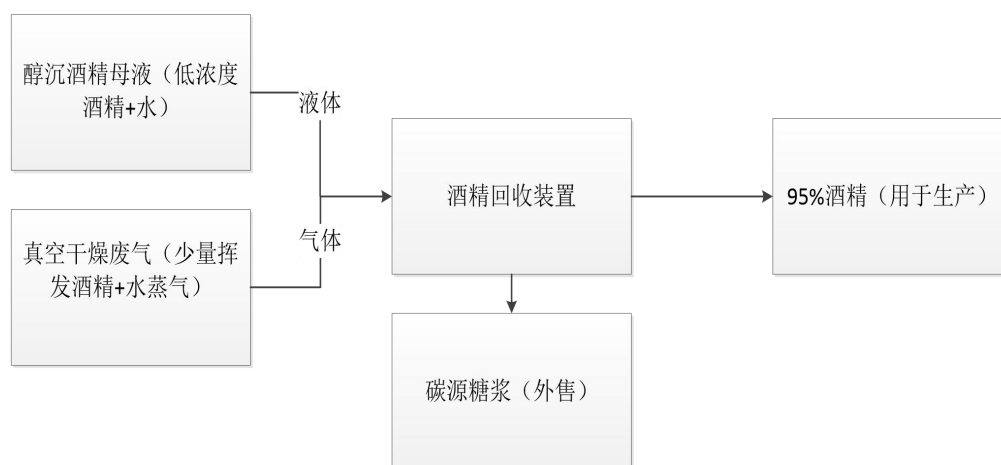 醇沉酒精母液（低浓度
酒精+水）
液体
酒精回收装置
95%酒精（用于生产）
真空干燥废气（少量挥
发酒精+水蒸气）
气体
碳源糖浆（外售）